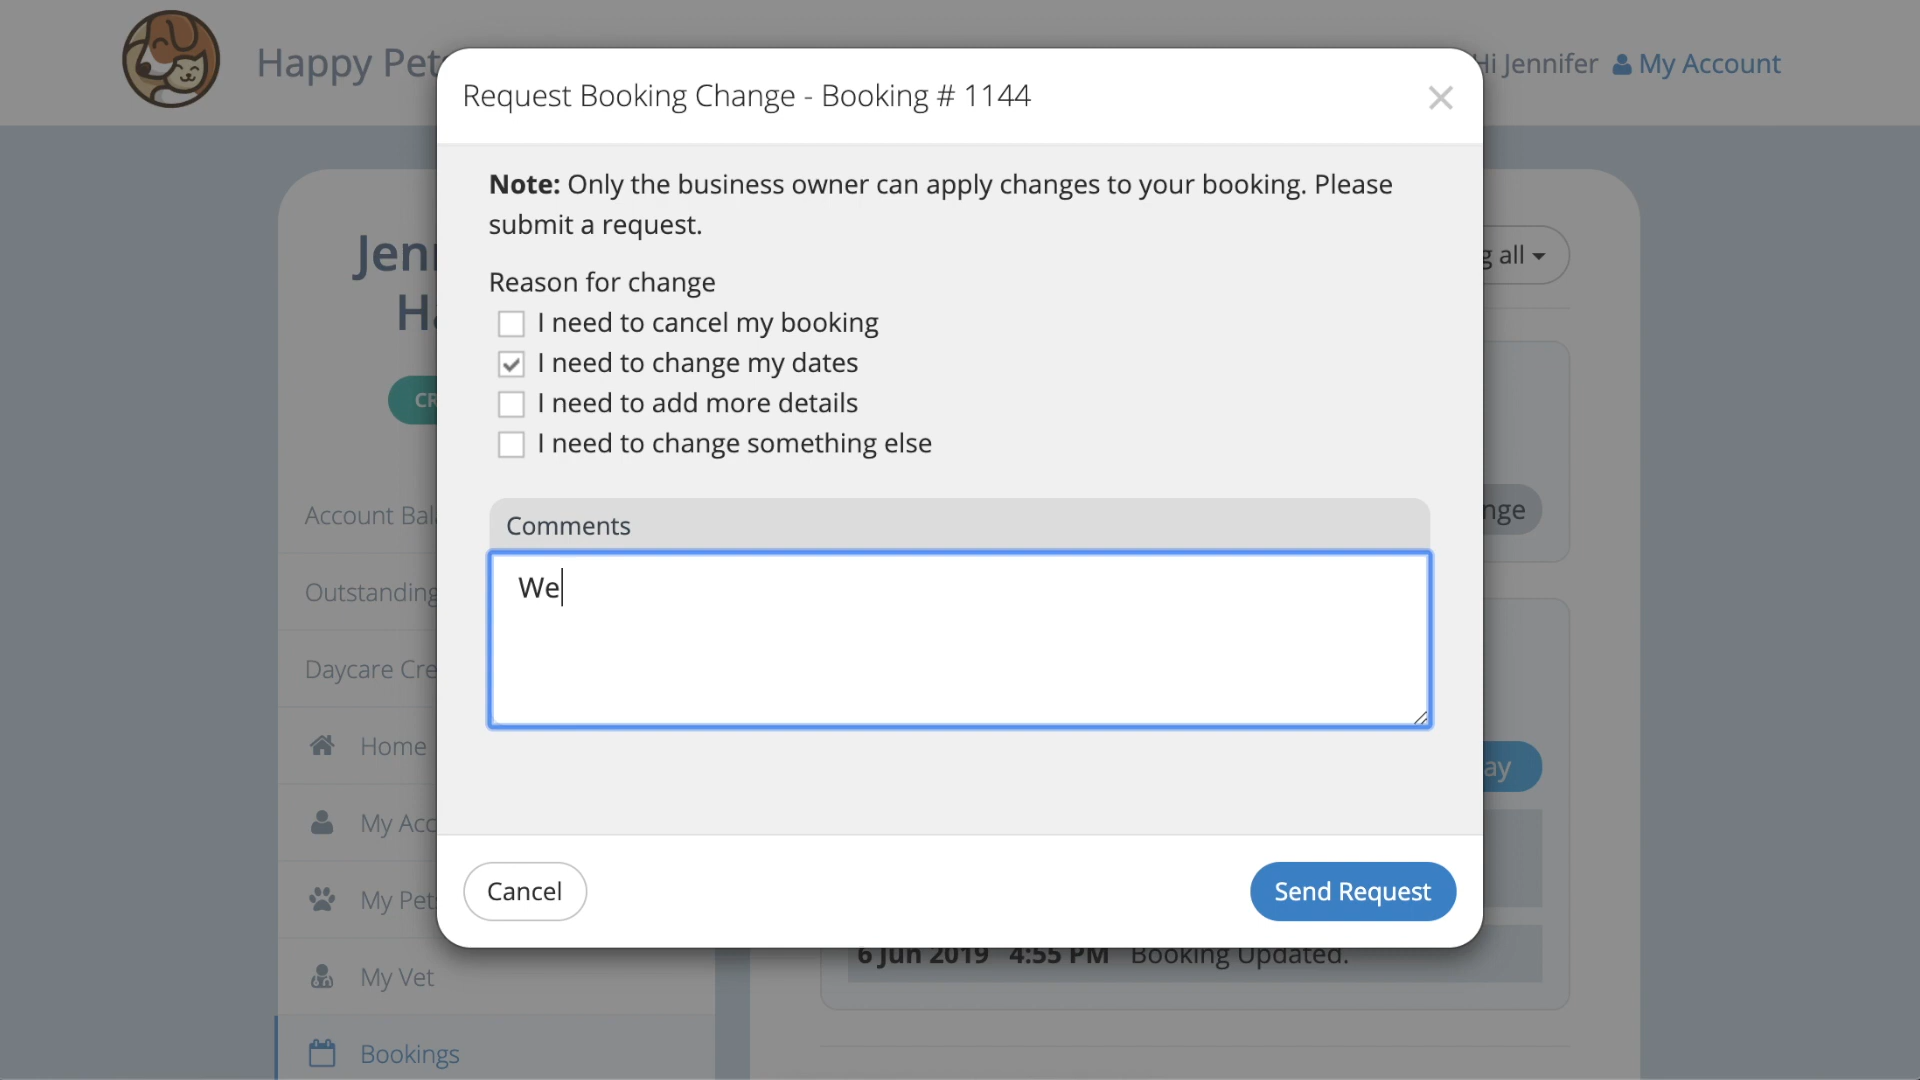 Happy Pet
Hi Jennifer My Account
Request Booking Change - Booking # 1144
Note: Only the business owner can apply changes to your booking. Please
submit a request.
Reason for change
I need to cancel my booking
I need to change my dates
I need to add more details
I need to change something else
Comments
We
Cancel
Send Request
Jen
all
Account
Outstanding
Daycare Cre
Home
My Acc
My Pet
My Vet
Bookings
nge
ay
6 Jun 2019 4:55 PM Booking Updated.